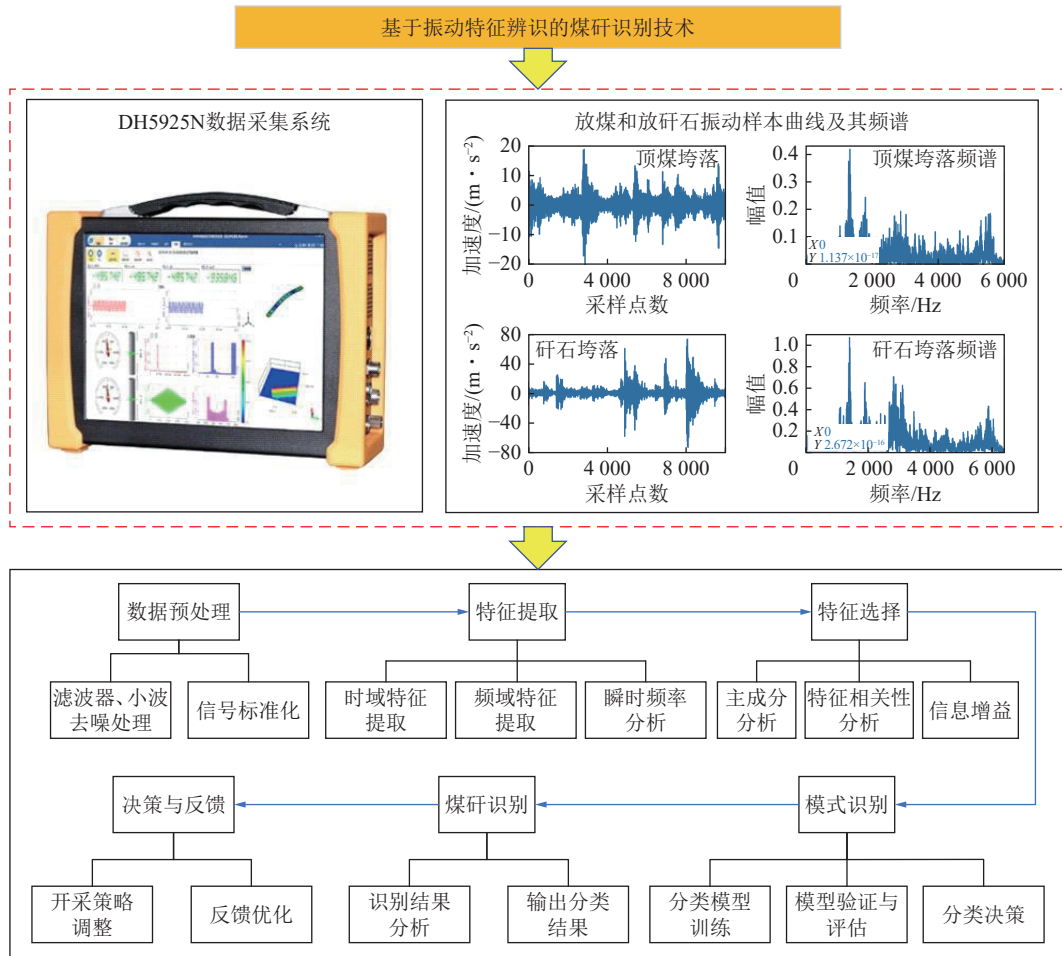 基于振动特征辨识的煤矸识别技术
DH5925N数据采集系统
放煤和放矸石振动样本曲线及其频谱
顶煤垮落
加速度/(m·s⁻²)
20
10
0
−10
−20
0
4 000
8 000
采样点数
顶煤垮落频谱
幅值
0.4
0.3
0.2
0.1
X 0
Y 1.137×10⁻¹⁷
0
2 000
4 000
6 000
频率/Hz
矸石垮落
加速度/(m·s⁻²)
80
40
0
−40
−80
0
4 000
8 000
采样点数
矸石垮落频谱
幅值
1.0
0.8
0.6
0.4
0.2
X 0
Y 2.672×10⁻¹⁶
0
2 000
4 000
6 000
频率/Hz
数据预处理
特征提取
特征选择
滤波器、小波
去噪处理
信号标准化
时域特征
提取
频域特征
提取
瞬时频率
分析
主成分
分析
特征相关性
分析
信息增益
决策与反馈
煤矸识别
模式识别
开采策略
调整
反馈优化
识别结果
分析
输出分类
结果
分类模型
训练
模型验证与
评估
分类决策